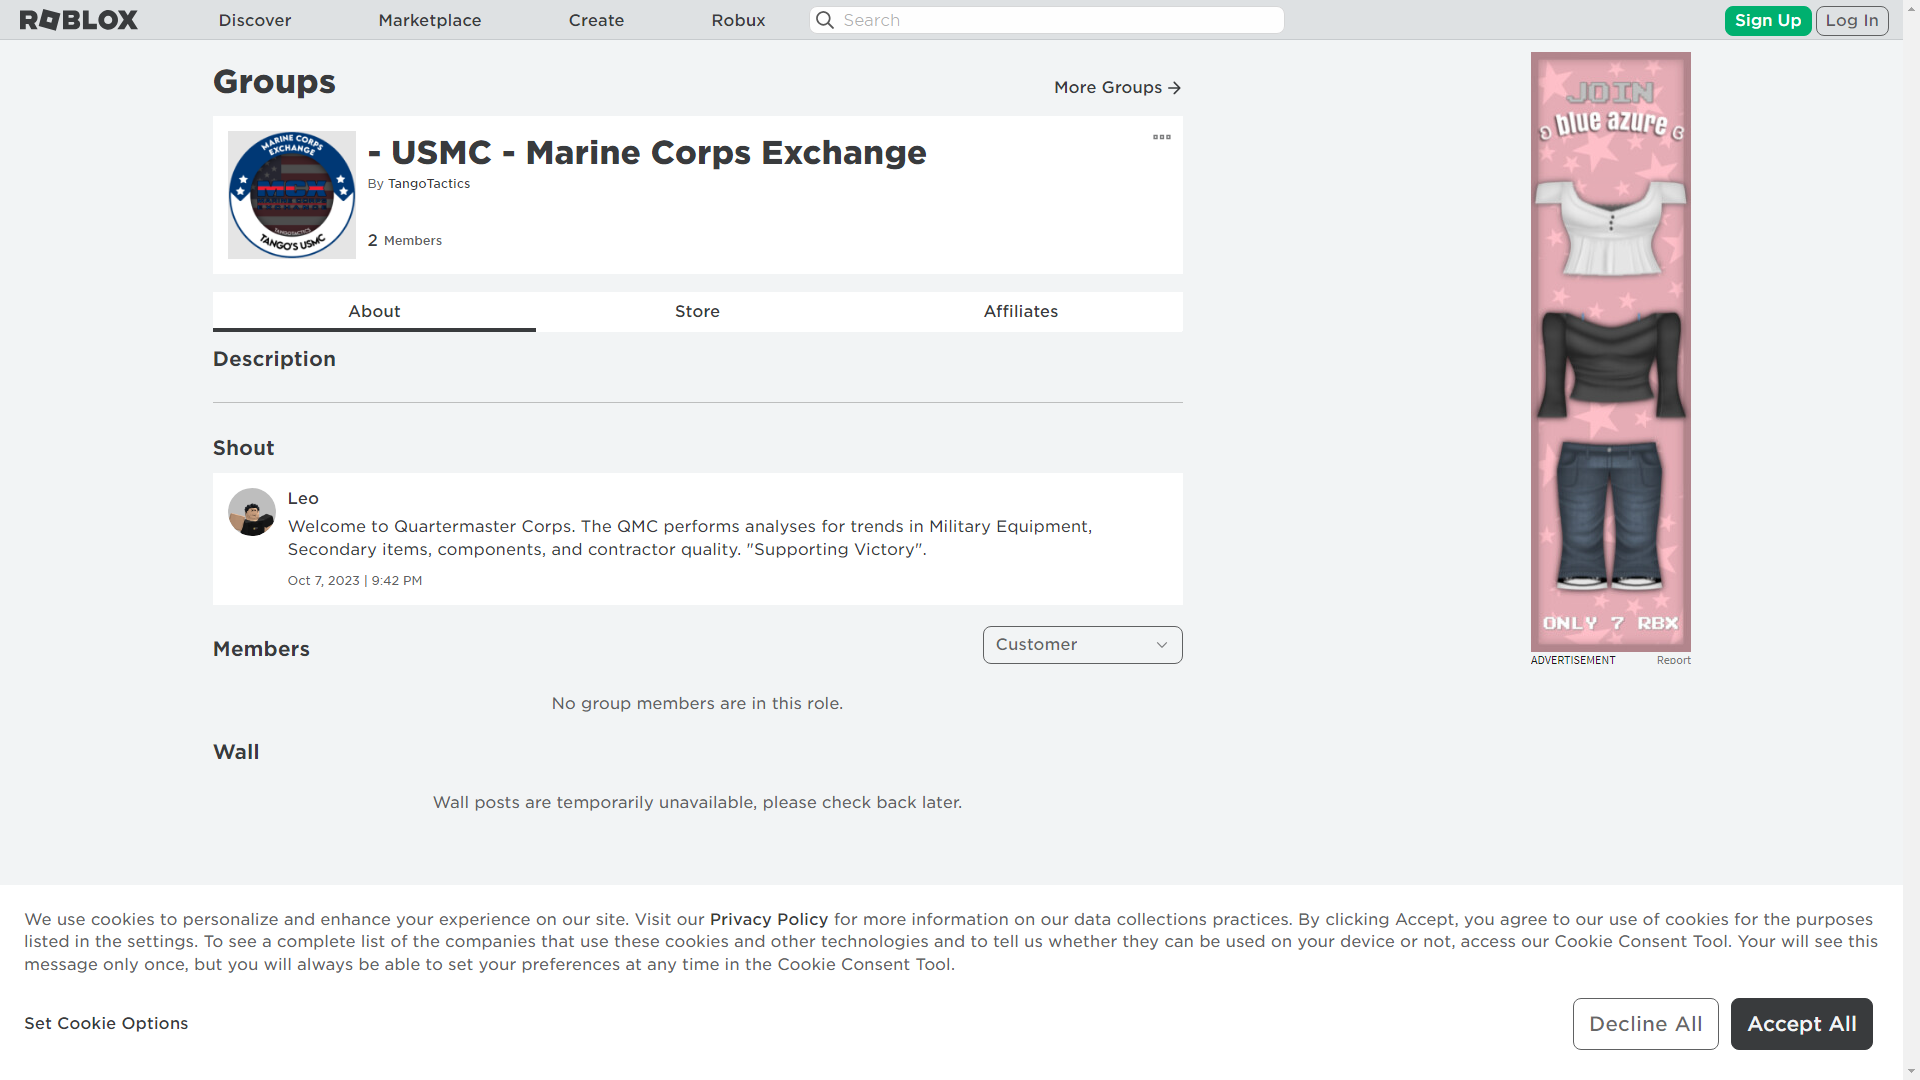 ROBLOX
Discover
Marketplace
Create
Robux
Search
Sign Up
Log In
Groups
More Groups
MARINE CORPS
EXCHANGE
MCX
TANGO'S USMC
- USMC - Marine Corps Exchange
By TangoTactics
2 Members
About
Store
Affiliates
Description
Shout
Leo
Welcome to Quartermaster Corps. The QMC performs analyses for trends in Military Equipment,
Secondary items, components, and contractor quality. "Supporting Victory".
Oct 7, 2023 | 9:42 PM
Members
Customer
No group members are in this role.
Wall
Wall posts are temporarily unavailable, please check back later.
JOIN
blue azure
ONLY 7 RBX
ADVERTISEMENT
Report
We use cookies to personalize and enhance your experience on our site. Visit our Privacy Policy for more information on our data collections practices. By clicking Accept, you agree to our use of cookies for the purposes
listed in the settings. To see a complete list of the companies that use these cookies and other technologies and to tell us whether they can be used on your device or not, access our Cookie Consent Tool. Your will see this
message only once, but you will always be able to set your preferences at any time in the Cookie Consent Tool.
Set Cookie Options
Decline All
Accept All